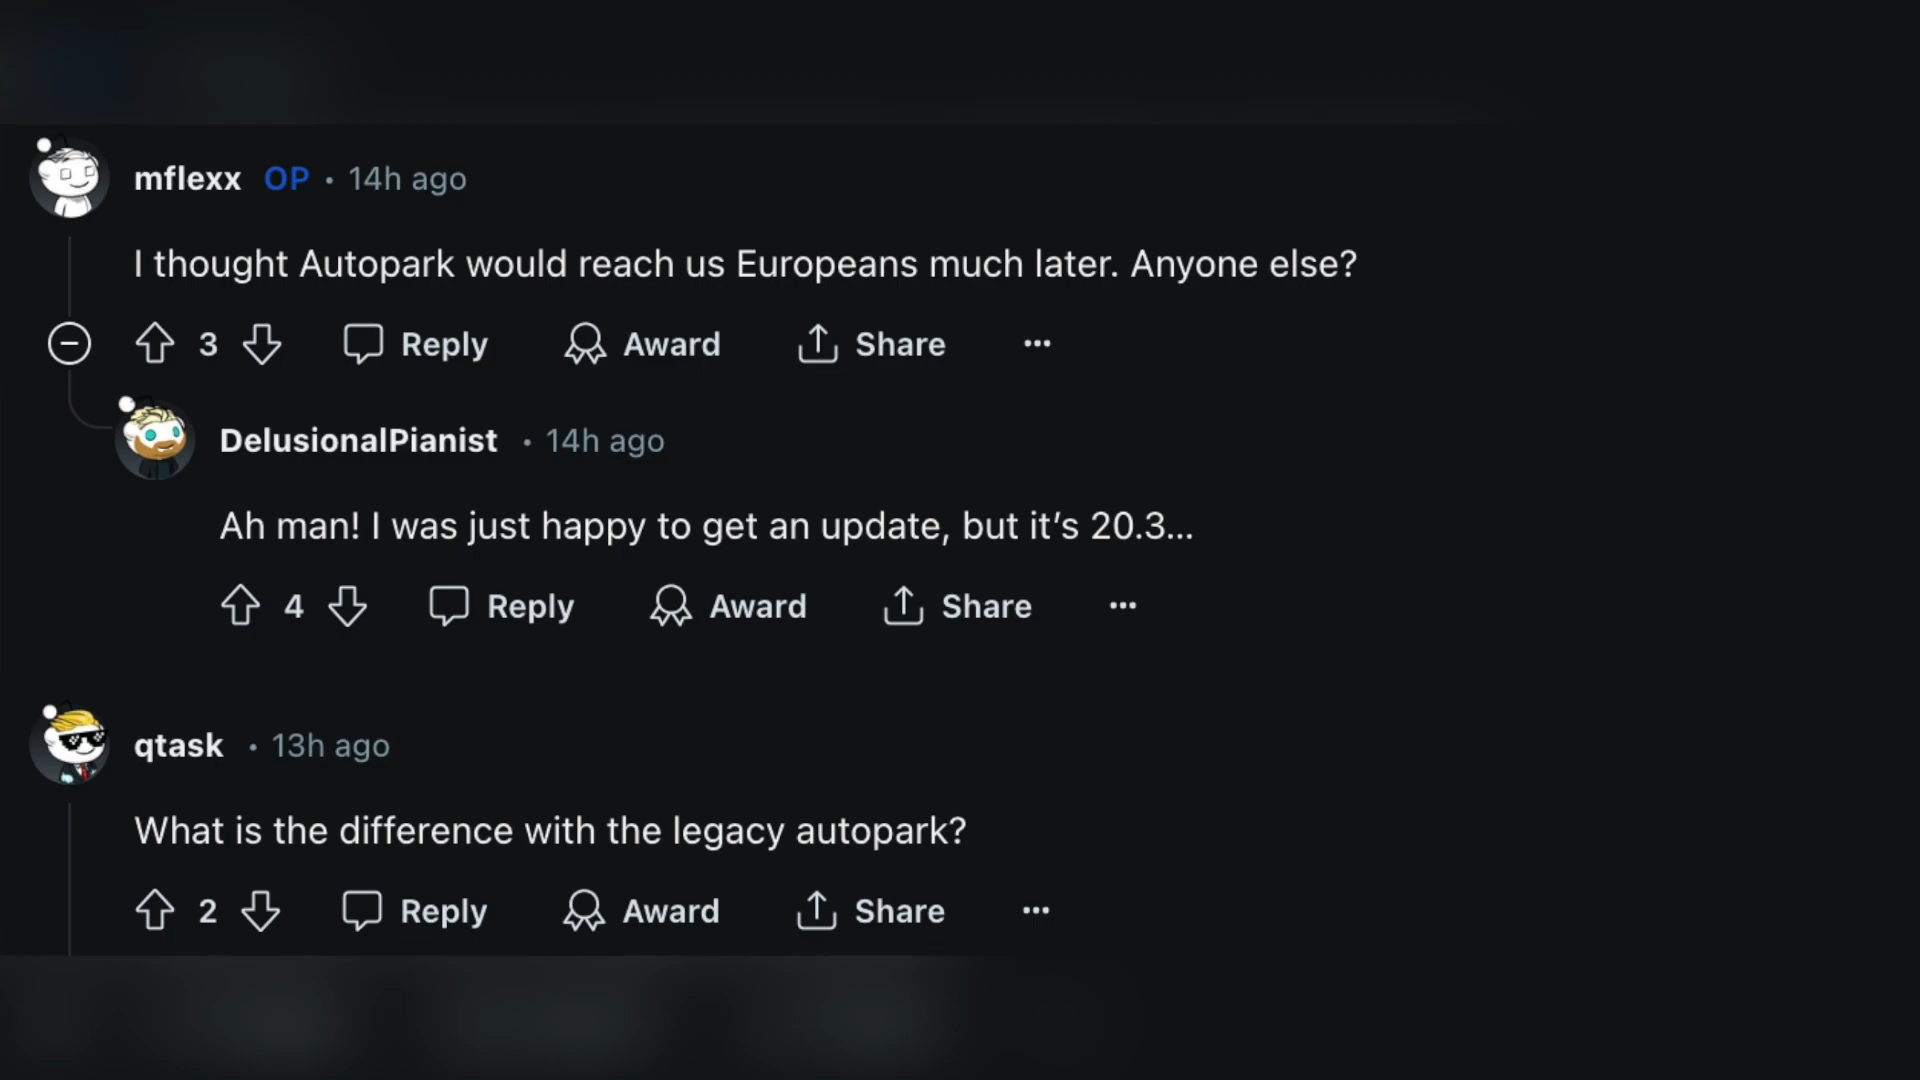 mflexx OP • 14h ago
I thought Autopark would reach us Europeans much later. Anyone else?
3 Reply Award Share ...
DelusionalPianist • 14h ago
Ah man! I was just happy to get an update, but it’s 20.3...
4 Reply Award Share ...
qtask • 13h ago
What is the difference with the legacy autopark?
2 Reply Award Share ...